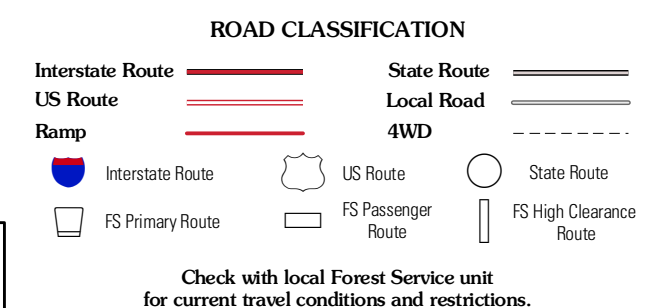 ROAD CLASSIFICATION
Interstate Route
State Route
US Route
Local Road
Ramp
4WD
Interstate Route
US Route
State Route
FS Primary Route
FS Passenger
Route
FS High Clearance
Route
Check with local Forest Service unit
for current travel conditions and restrictions.